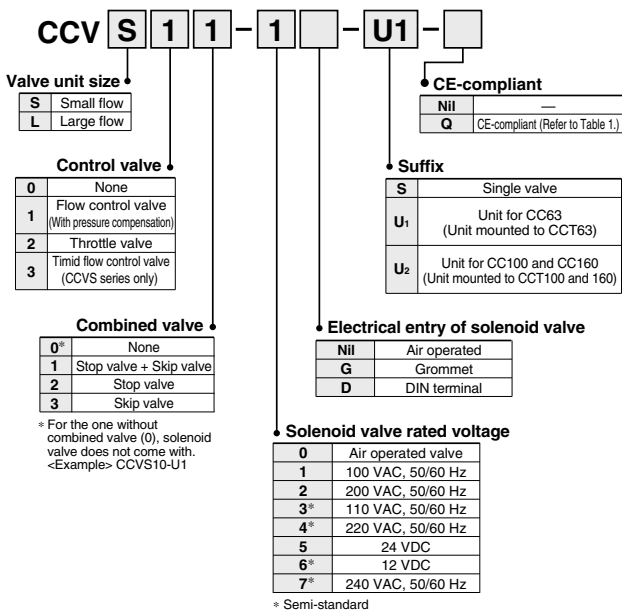 CCV S 1 1 – 1 – U1 –
Valve unit size
S Small flow
L Large flow
CE-compliant
Nil —
Q CE-compliant (Refer to Table 1.)
Control valve
0 None
1 Flow control valve
(With pressure compensation)
2 Throttle valve
3 Timid flow control valve
(CCVS series only)
Suffix
S Single valve
U1 Unit for CC63
(Unit mounted to CCT63)
U2 Unit for CC100 and CC160
(Unit mounted to CCT100 and 160)
Combined valve
0* None
1 Stop valve + Skip valve
2 Stop valve
3 Skip valve
* For the one without
combined valve (0), solenoid
valve does not come with.
<Example> CCVS10-U1
Electrical entry of solenoid valve
Nil Air operated
G Grommet
D DIN terminal
Solenoid valve rated voltage
0 Air operated valve
1 100 VAC, 50/60 Hz
2 200 VAC, 50/60 Hz
3* 110 VAC, 50/60 Hz
4* 220 VAC, 50/60 Hz
5 24 VDC
6* 12 VDC
7* 240 VAC, 50/60 Hz
* Semi-standard